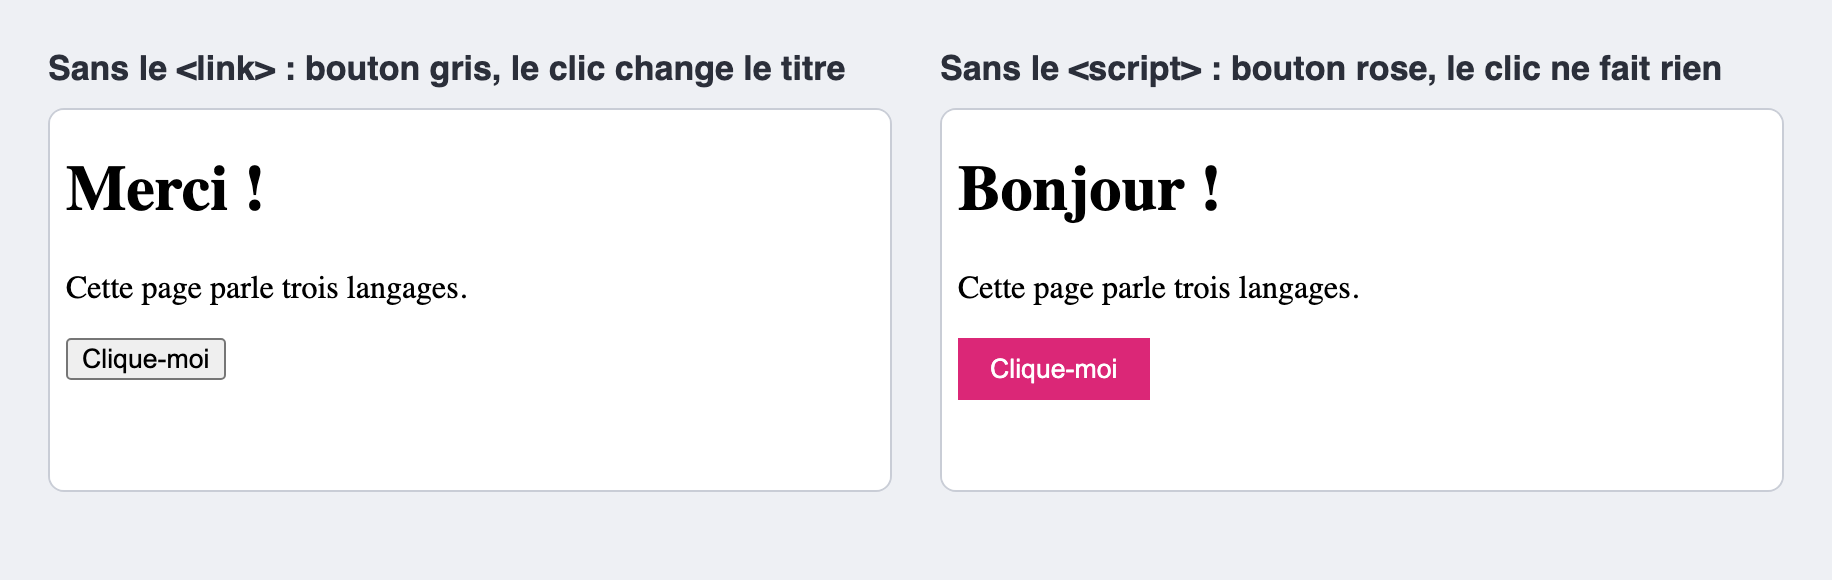 Sans le <link> : bouton gris, le clic change le titre
Merci !
Cette page parle trois langages.
Clique-moi
Sans le <script> : bouton rose, le clic ne fait rien
Bonjour !
Cette page parle trois langages.
Clique-moi